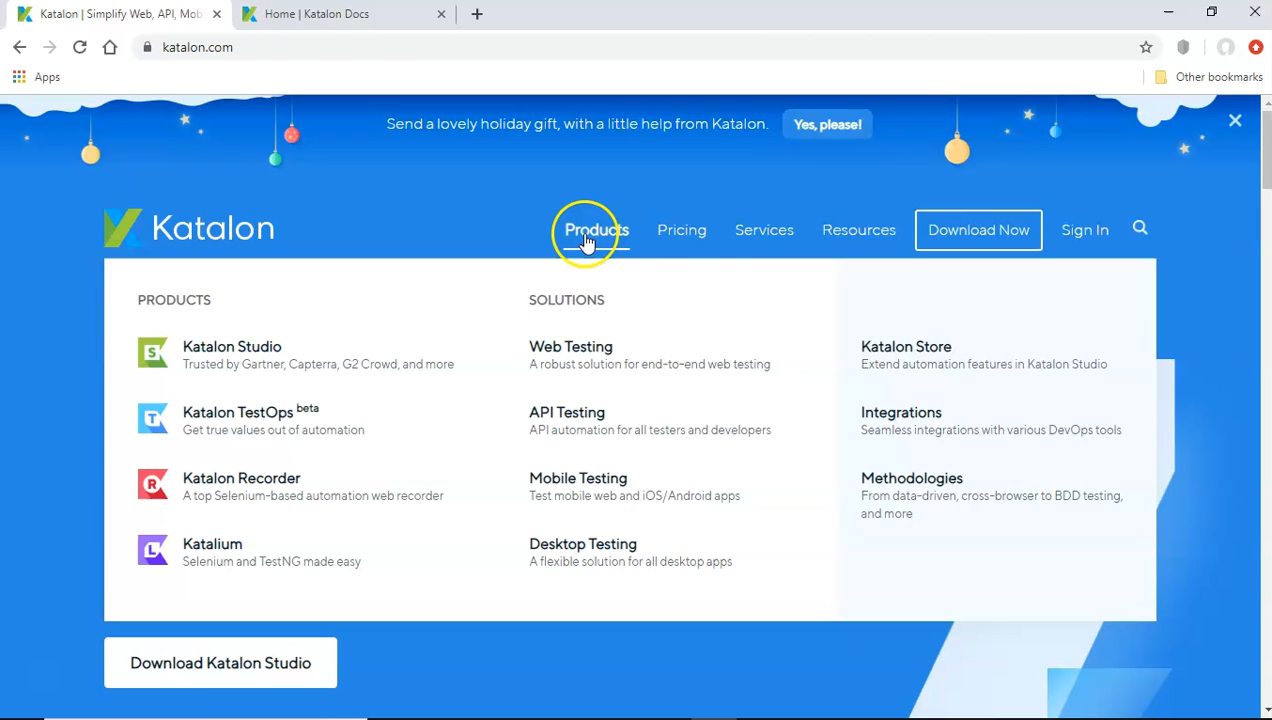 Katalon | Simplify Web, API, Mob
Home | Katalon Docs
katalon.com
Apps
Other bookmarks
Send a lovely holiday gift, with a little help from Katalon.
Yes, please!
Katalon
Products
Pricing
Services
Resources
Download Now
Sign In
PRODUCTS
Katalon Studio
Trusted by Gartner, Capterra, G2 Crowd, and more
Katalon TestOps beta
Get true values out of automation
Katalon Recorder
A top Selenium-based automation web recorder
Katalium
Selenium and TestNG made easy
SOLUTIONS
Web Testing
A robust solution for end-to-end web testing
API Testing
API automation for all testers and developers
Mobile Testing
Test mobile web and iOS/Android apps
Desktop Testing
A flexible solution for all desktop apps
Katalon Store
Extend automation features in Katalon Studio
Integrations
Seamless integrations with various DevOps tools
Methodologies
From data-driven, cross-browser to BDD testing,
and more
Download Katalon Studio